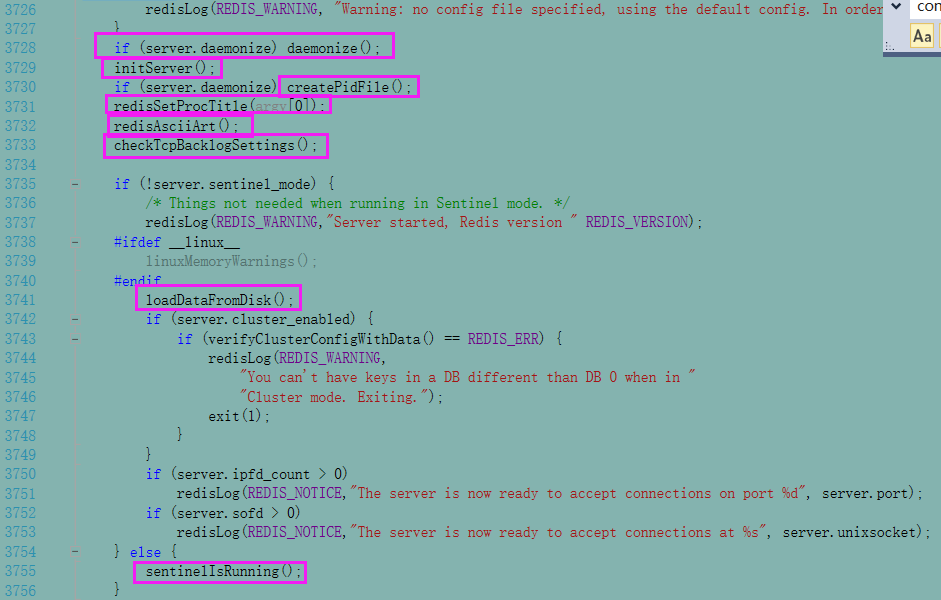 3726 redisLog(REDIS_WARNING, "Warning: no config file specified, using the default config. In order
3727 }
3728 if (server.daemonize) daemonize();
3729 initServer();
3730 if (server.daemonize) createPidFile();
3731 redisSetProcTitle(argv[0]);
3732 redisAsciiArt();
3733 checkTcpBacklogSettings();
3734
3735 if (!server.sentinel_mode) {
3736 /* Things not needed when running in Sentinel mode. */
3737 redisLog(REDIS_WARNING,"Server started, Redis version " REDIS_VERSION);
3738 #ifdef __linux__
3739 linuxMemoryWarnings();
3740 #endif
3741 loadDataFromDisk();
3742 if (server.cluster_enabled) {
3743 if (verifyClusterConfigWithData() == REDIS_ERR) {
3744 redisLog(REDIS_WARNING,
3745 "You can't have keys in a DB different than DB 0 when in "
3746 "Cluster mode. Exiting.");
3747 exit(1);
3748 }
3749 }
3750 if (server.ipfd_count > 0)
3751 redisLog(REDIS_NOTICE,"The server is now ready to accept connections on port %d", server.port);
3752 if (server.sofd > 0)
3753 redisLog(REDIS_NOTICE,"The server is now ready to accept connections at %s", server.unixsocket);
3754 } else {
3755 sentinelIsRunning();
3756 }
con
Aa